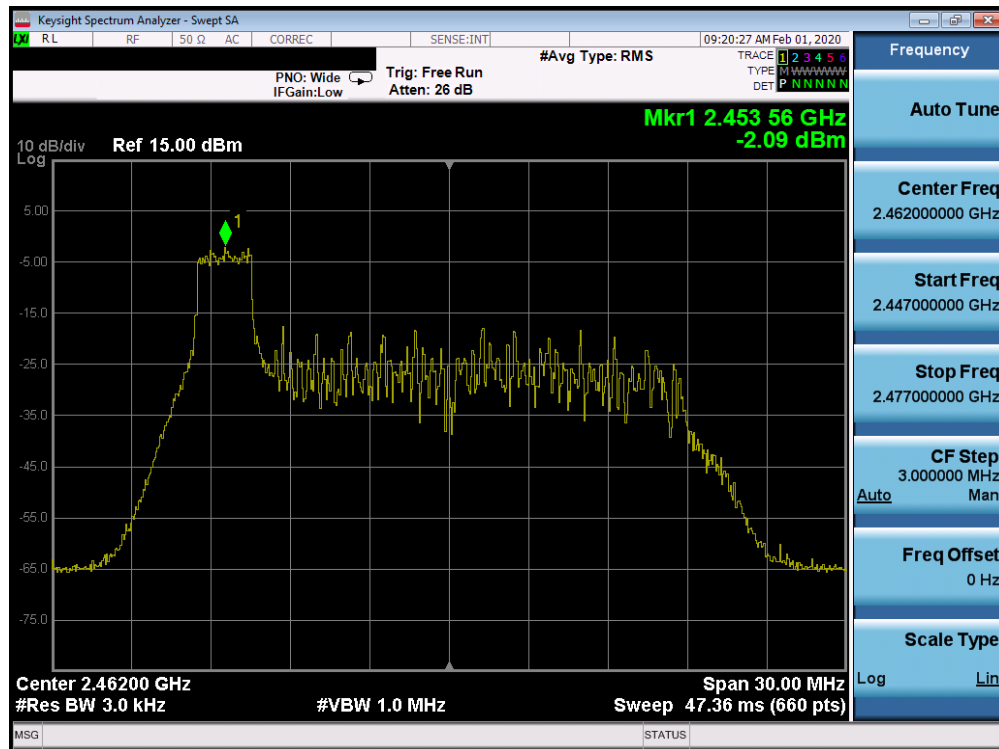 Keysight Spectrum Analyzer - Swept SA
LXI RL RF 50 Ω AC CORREC SENSE:INT 09:20:27 AM Feb 01, 2020
#Avg Type: RMS TRACE 1 2 3 4 5 6
PNO: Wide Trig: Free Run TYPE M WWWWW
IFGain:Low Atten: 26 dB DET P N N N N N
Mkr1 2.453 56 GHz
-2.09 dBm
10 dB/div Ref 15.00 dBm
Log
1
5.00
-5.00
-15.0
-25.0
-35.0
-45.0
-55.0
-65.0
-75.0
Center 2.46200 GHz Span 30.00 MHz
#Res BW 3.0 kHz #VBW 1.0 MHz Sweep 47.36 ms (660 pts)
MSG STATUS
Frequency
Auto Tune
Center Freq
2.462000000 GHz
Start Freq
2.447000000 GHz
Stop Freq
2.477000000 GHz
CF Step
3.000000 MHz
Auto Man
Freq Offset
0 Hz
Scale Type
Log Lin